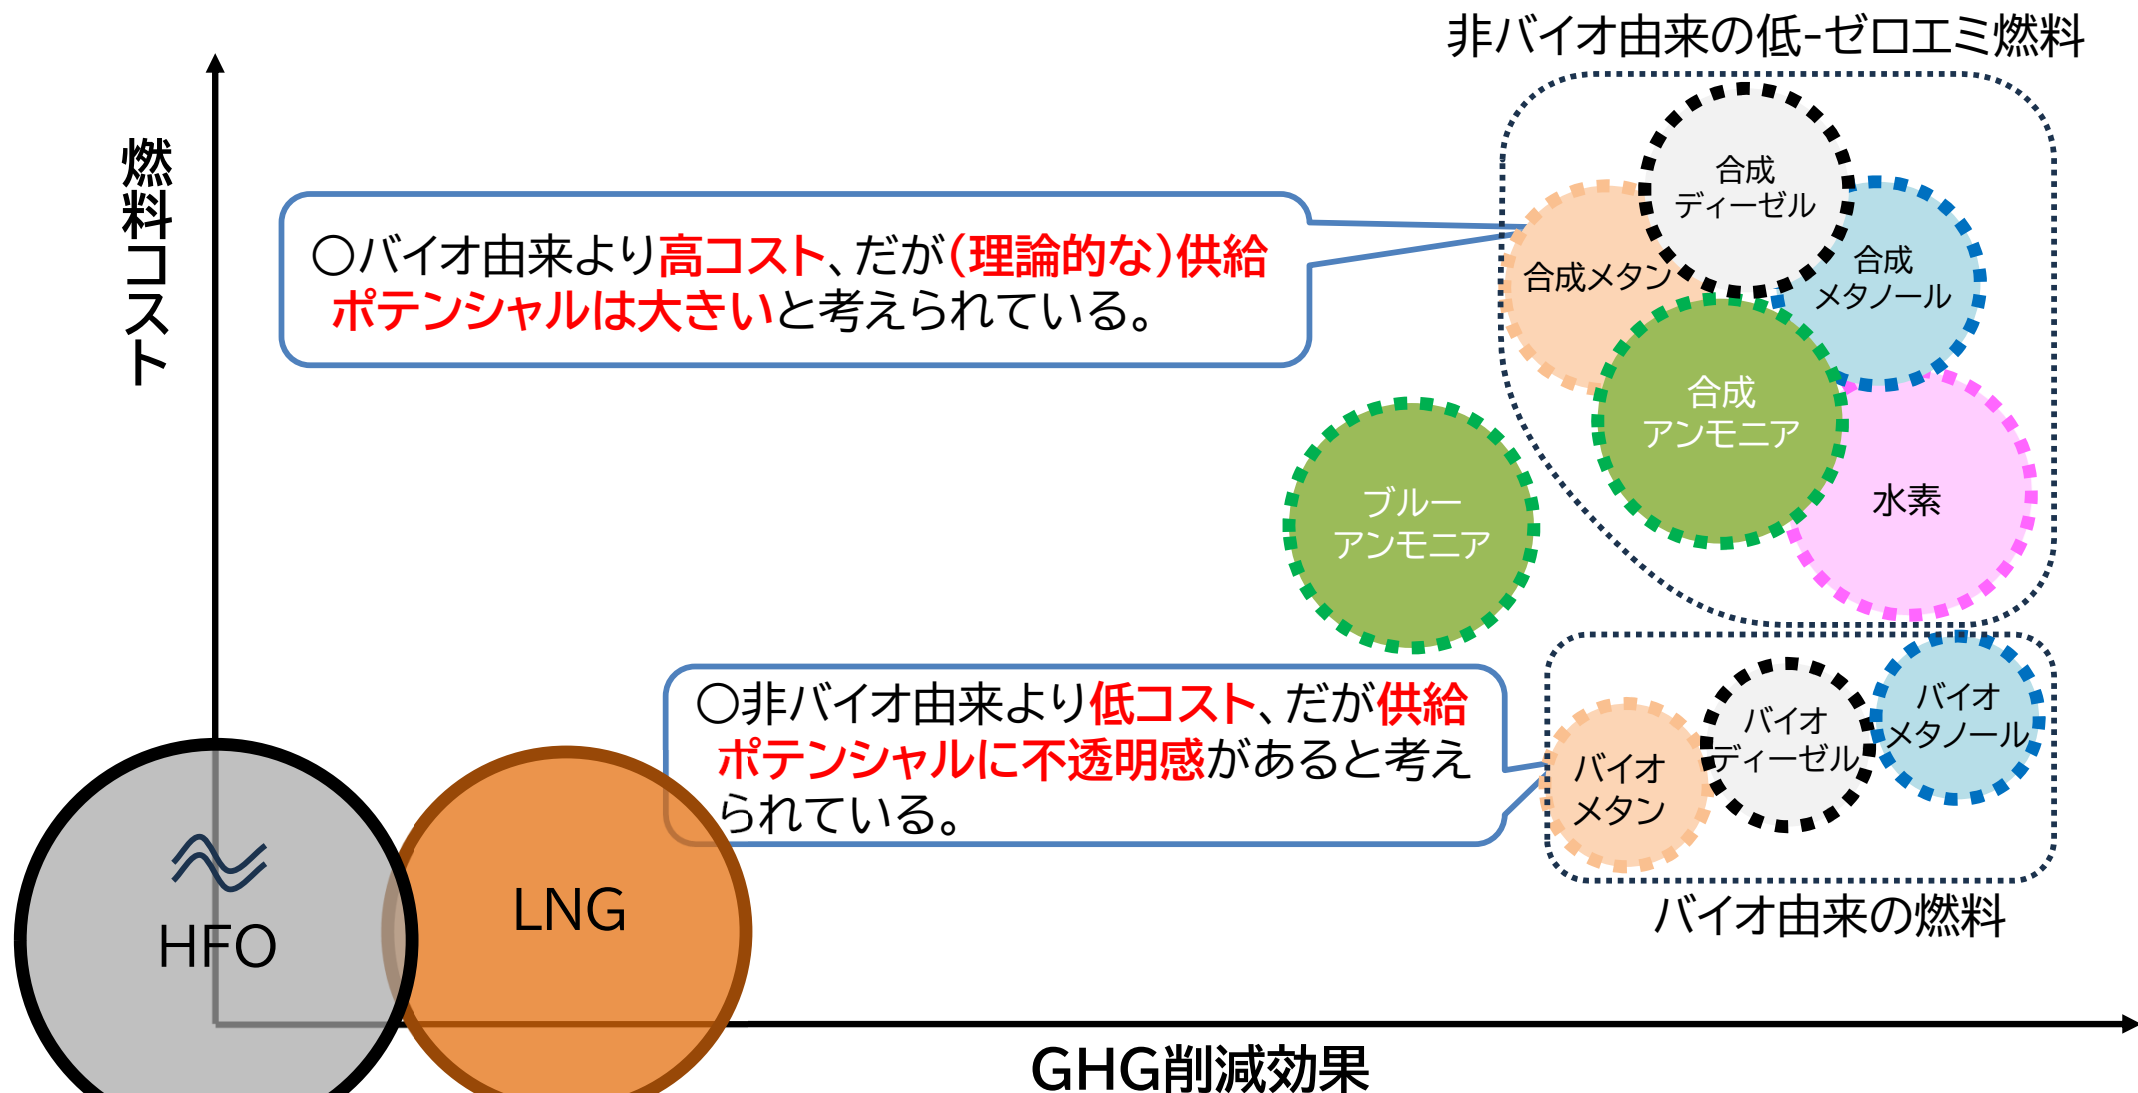 非バイオ由来の低-ゼロエミ燃料
燃料コスト
合成
ディーゼル
〇バイオ由来より高コスト、だが(理論的な)供給
ポテンシャルは大きいと考えられている。
合成メタン
合成
メタノール
合成
アンモニア
水素
ブルー
アンモニア
〇非バイオ由来より低コスト、だが供給
ポテンシャルに不透明感があると考え
られている。
バイオ
メタン
バイオ
ディーゼル
バイオ
メタノール
バイオ由来の燃料
HFO
LNG
GHG削減効果